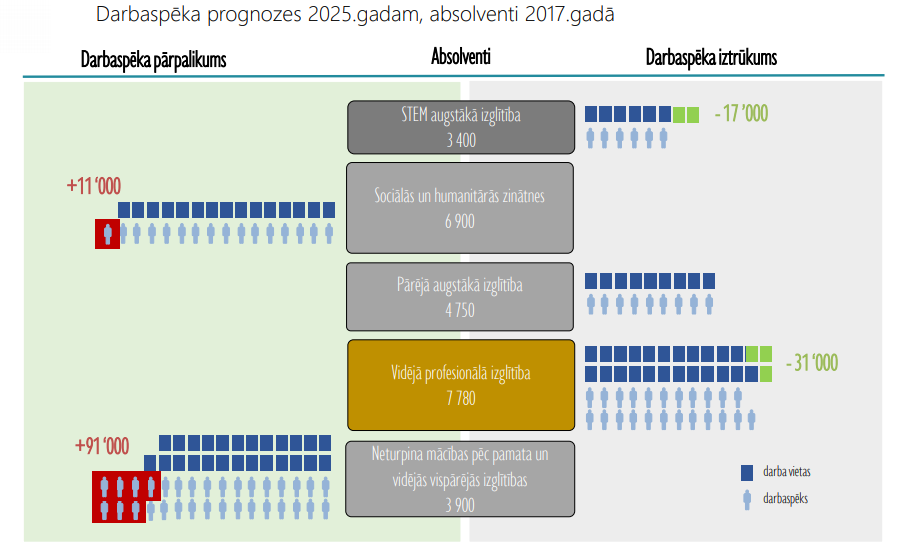 Darbaspēka prognozes 2025.gadam, absolventi 2017.gadā
Darbaspēka pārpalikums
Absolventi
Darbaspēka iztrūkums
STEM augstākā izglītība
3 400
- 17 '000
+11 '000
Sociālās un humanitārās zinātnes
6 900
Pārējā augstākā izglītība
4 750
Vidējā profesionālā izglītība
7 780
- 31 '000
+91 '000
Neturpina mācības pēc pamata un
vidējās vispārējās izglītības
3 900
darba vietas
darbaspēks